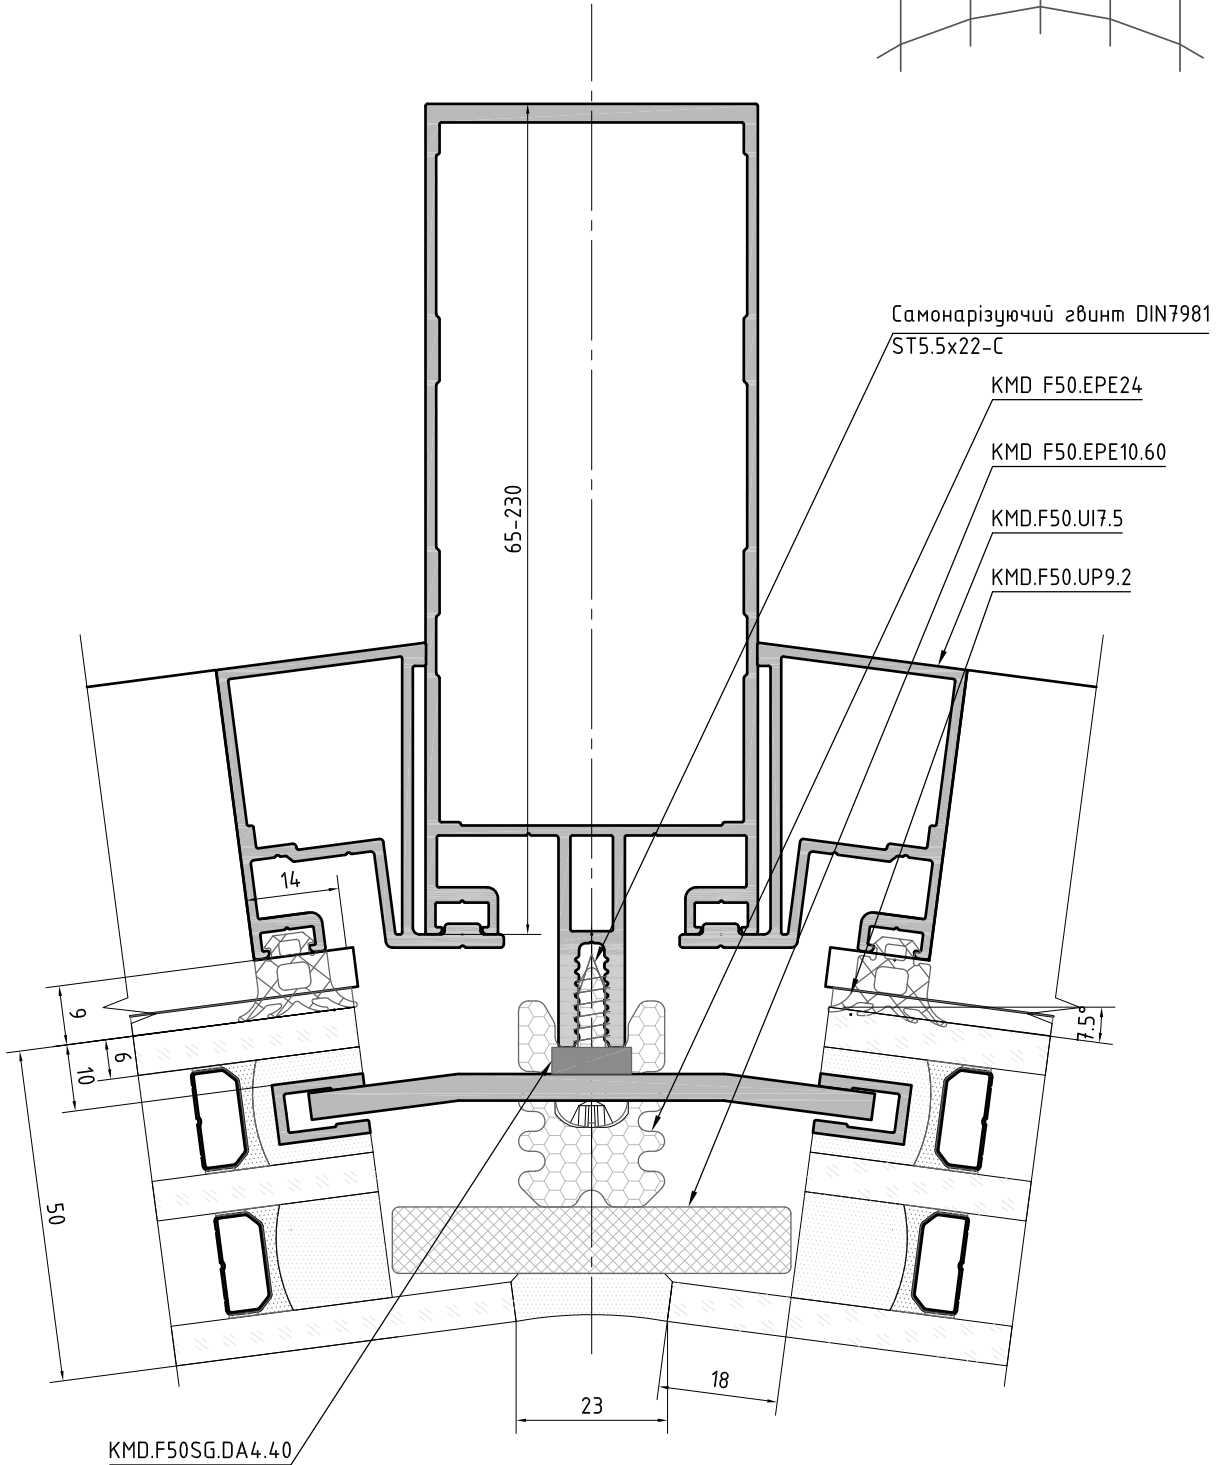 Самонарізуючий гвинт DIN7981
ST5.5x22-C
KMD F50.EPE24
KMD F50.EPE10.60
65-230
KMD.F50.UI7.5
KMD.F50.UP9.2
14
9
6
10
7.5°
50
18
23
KMD.F50SG.DA4.40